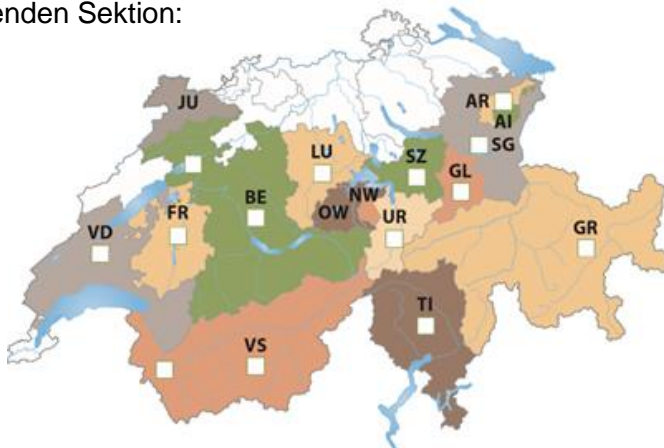 enden Sektion:
JU
AR
AI
SG
LU
SZ
GL
NW
OW
BE
FR
UR
VD
GR
TI
VS